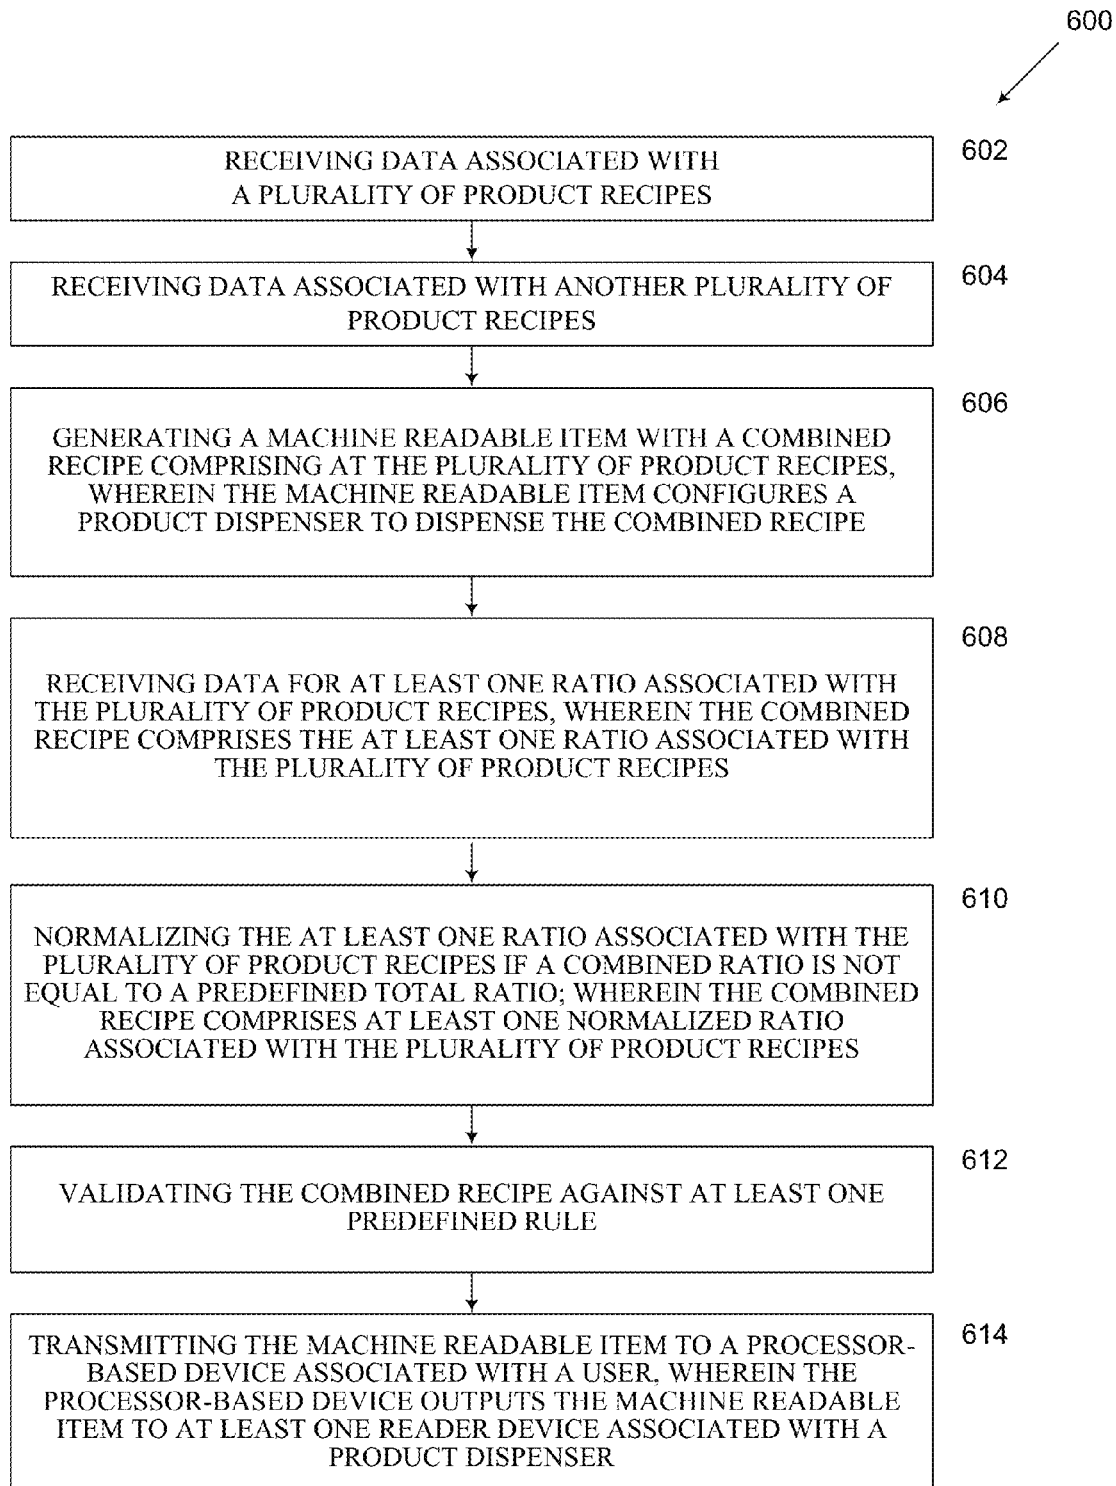 600
602
RECEIVING DATA ASSOCIATED WITH
A PLURALITY OF PRODUCT RECIPES
604
RECEIVING DATA ASSOCIATED WITH ANOTHER PLURALITY OF
PRODUCT RECIPES
606
GENERATING A MACHINE READABLE ITEM WITH A COMBINED
RECIPE COMPRISING AT THE PLURALITY OF PRODUCT RECIPES,
WHEREIN THE MACHINE READABLE ITEM CONFIGURES A
PRODUCT DISPENSER TO DISPENSE THE COMBINED RECIPE
608
RECEIVING DATA FOR AT LEAST ONE RATIO ASSOCIATED WITH
THE PLURALITY OF PRODUCT RECIPES, WHEREIN THE COMBINED
RECIPE COMPRISES THE AT LEAST ONE RATIO ASSOCIATED WITH
THE PLURALITY OF PRODUCT RECIPES
610
NORMALIZING THE AT LEAST ONE RATIO ASSOCIATED WITH THE
PLURALITY OF PRODUCT RECIPES IF A COMBINED RATIO IS NOT
EQUAL TO A PREDEFINED TOTAL RATIO; WHEREIN THE COMBINED
RECIPE COMPRISES AT LEAST ONE NORMALIZED RATIO
ASSOCIATED WITH THE PLURALITY OF PRODUCT RECIPES
612
VALIDATING THE COMBINED RECIPE AGAINST AT LEAST ONE
PREDEFINED RULE
614
TRANSMITTING THE MACHINE READABLE ITEM TO A PROCESSOR-
BASED DEVICE ASSOCIATED WITH A USER, WHEREIN THE
PROCESSOR-BASED DEVICE OUTPUTS THE MACHINE READABLE
ITEM TO AT LEAST ONE READER DEVICE ASSOCIATED WITH A
PRODUCT DISPENSER